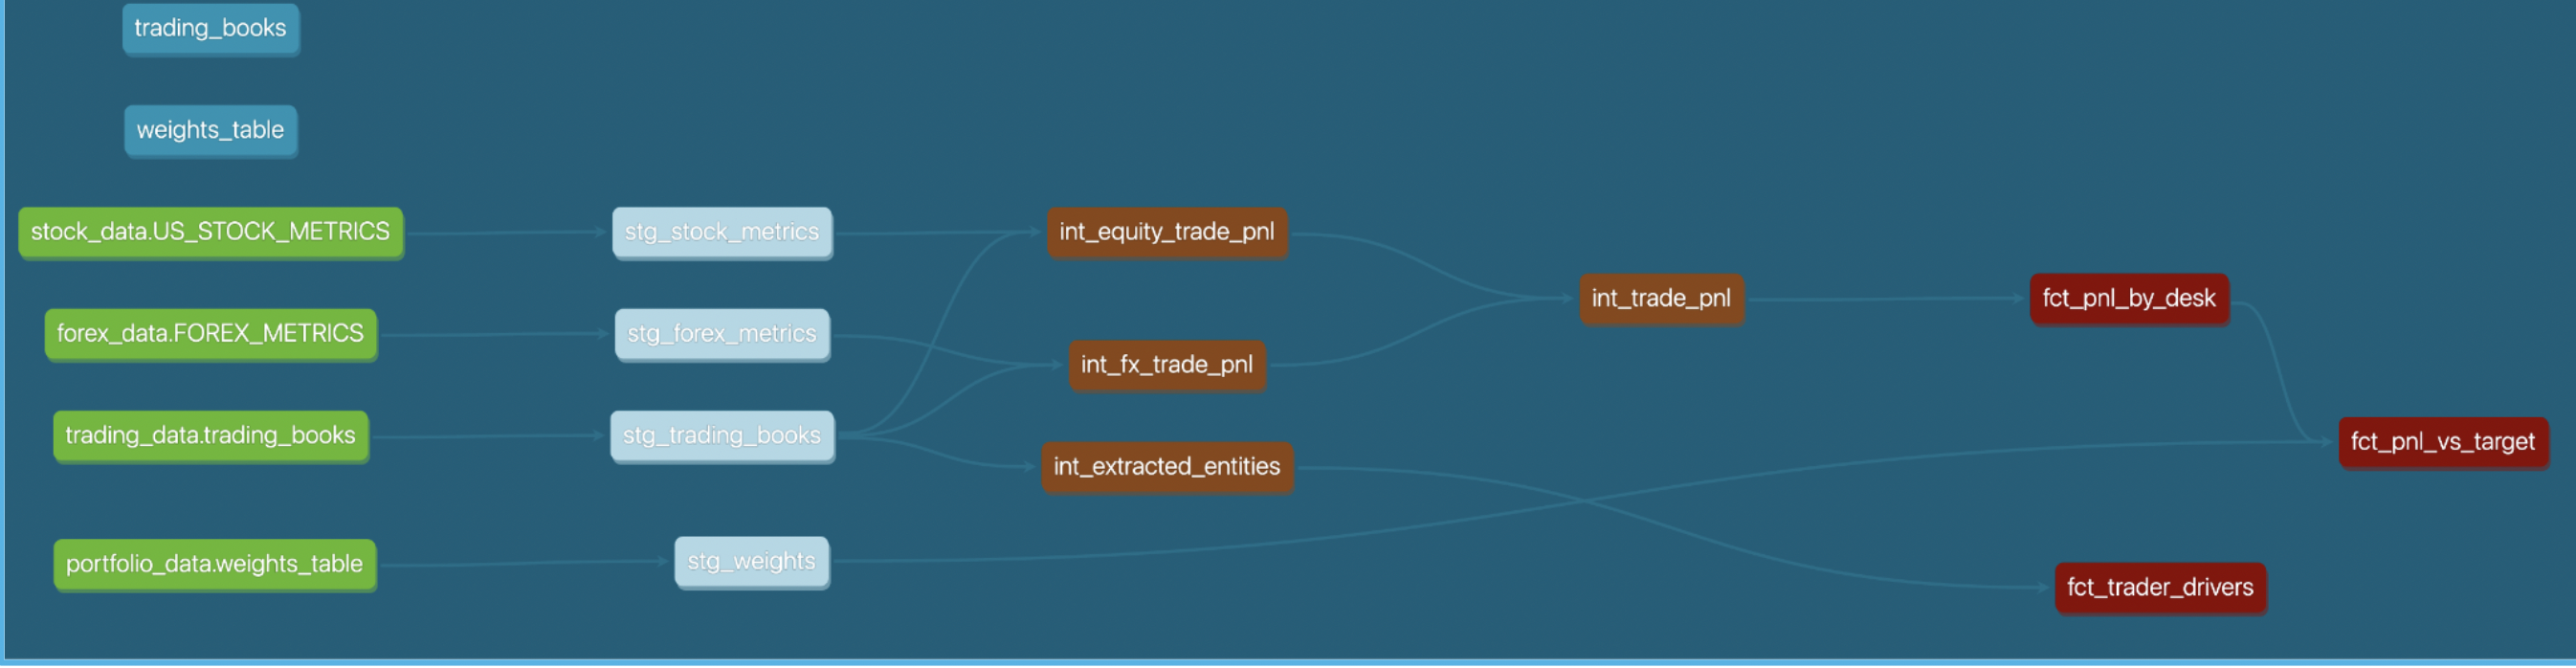 trading_books
weights_table
stock_data.US_STOCK_METRICS
stg_stock_metrics
int_equity_trade_pnl
int_trade_pnl
fct_pnl_by_desk
forex_data.FOREX_METRICS
stg_forex_metrics
int_fx_trade_pnl
trading_data.trading_books
stg_trading_books
int_extracted_entities
fct_pnl_vs_target
portfolio_data.weights_table
stg_weights
fct_trader_drivers